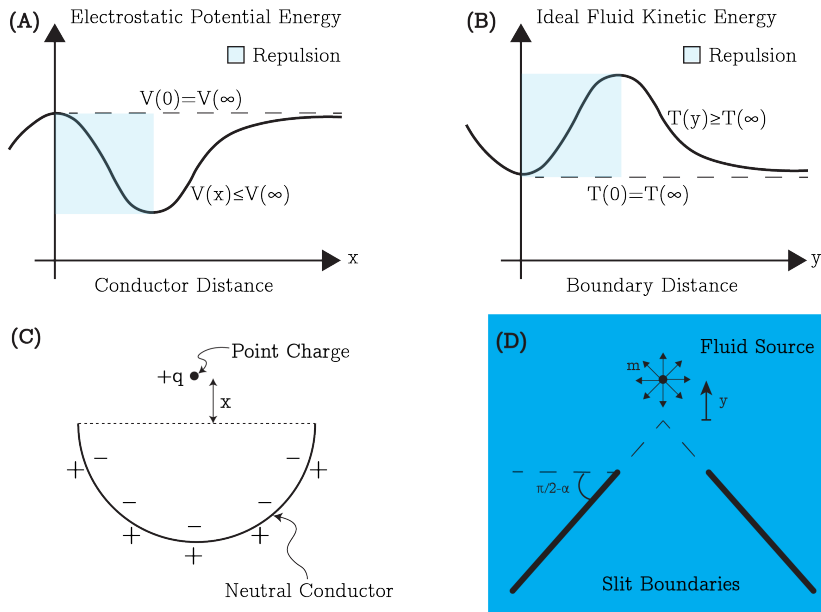 (A) Electrostatic Potential Energy
Repulsion
V(0)=V(∞)
V(x)≤V(∞)
x
Conductor Distance
(B) Ideal Fluid Kinetic Energy
Repulsion
T(y)≥T(∞)
T(0)=T(∞)
y
Boundary Distance
(C)
Point Charge
+q
x
+ − − +
− −
+ − +
+
Neutral Conductor
(D)
Fluid Source
m
y
π/2-α
Slit Boundaries